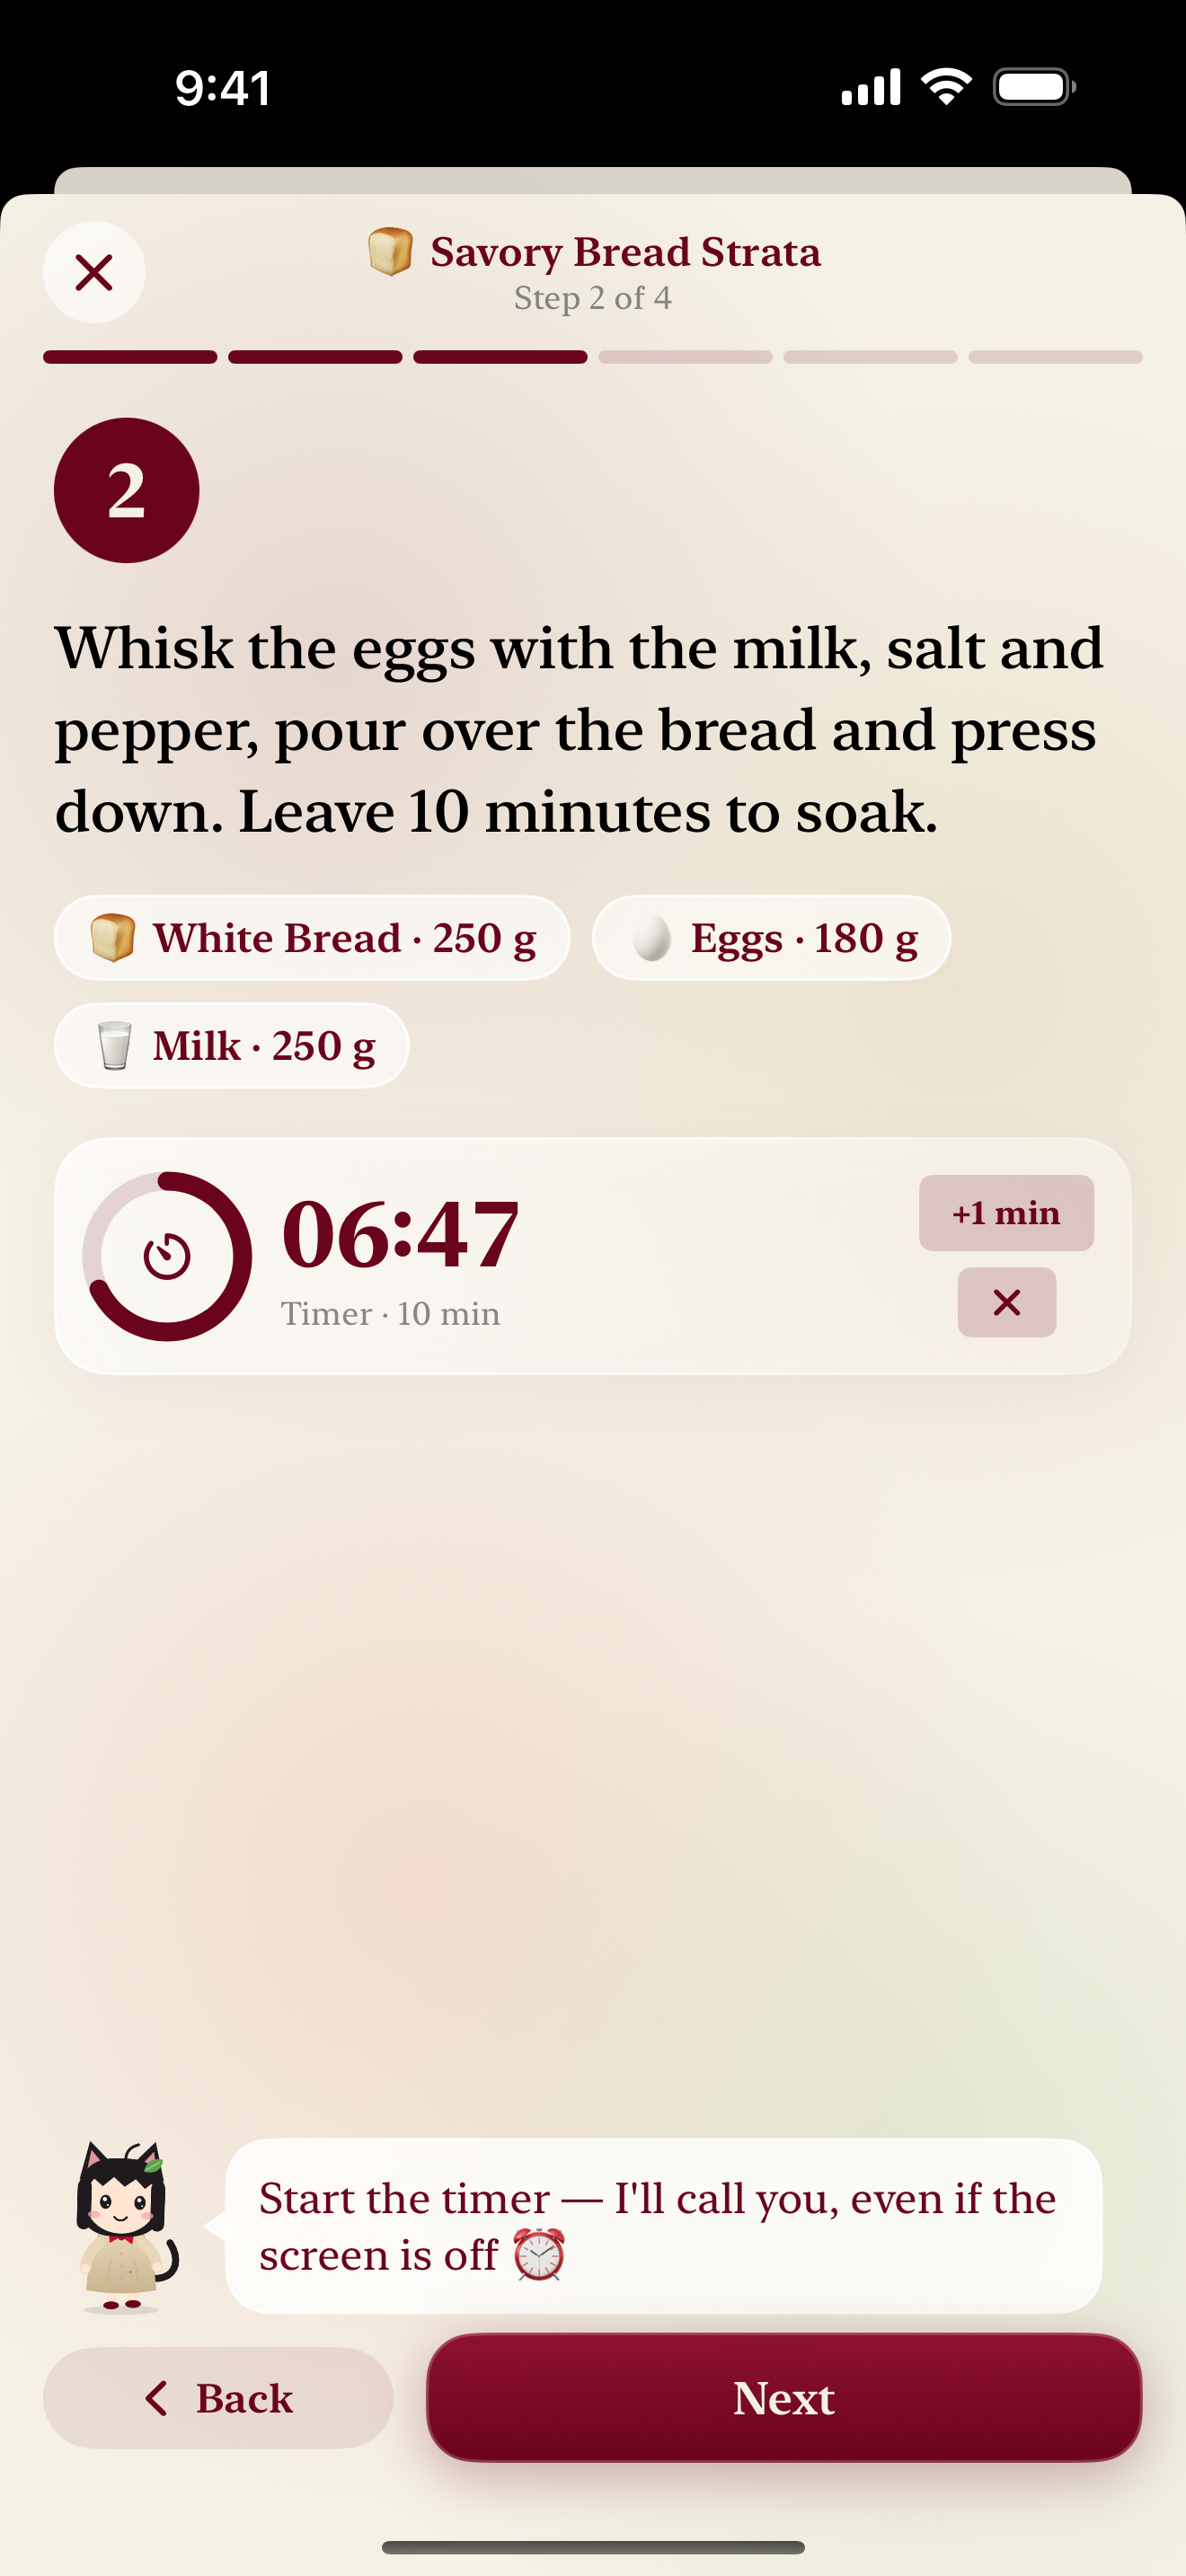 9:41
Savory Bread Strata
Step 2 of 4
2
Whisk the eggs with the milk, salt and
pepper, pour over the bread and press
down. Leave 10 minutes to soak.
White Bread · 250 g
Eggs · 180 g
Milk · 250 g
06:47
Timer · 10 min
+1 min
Start the timer — I'll call you, even if the
screen is off ⏰
Back
Next